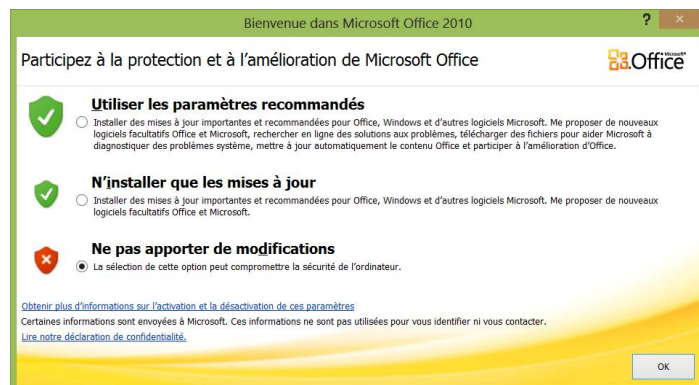 Bienvenue dans Microsoft Office 2010
?
Participez à la protection et à l'amélioration de Microsoft Office
Microsoft®
Office
Utiliser les paramètres recommandés
Installer des mises à jour importantes et recommandées pour Office, Windows et d'autres logiciels Microsoft. Me proposer de nouveaux
logiciels facultatifs Office et Microsoft, rechercher en ligne des solutions aux problèmes, télécharger des fichiers pour aider Microsoft à
diagnostiquer des problèmes système, mettre à jour automatiquement le contenu Office et participer à l'amélioration d'Office.
N'installer que les mises à jour
Installer des mises à jour importantes et recommandées pour Office, Windows et d'autres logiciels Microsoft. Me proposer de nouveaux
logiciels facultatifs Office et Microsoft.
Ne pas apporter de modifications
La sélection de cette option peut compromettre la sécurité de l'ordinateur.
Obtenir plus d'informations sur l'activation et la désactivation de ces paramètres
Certaines informations sont envoyées à Microsoft. Ces informations ne sont pas utilisées pour vous identifier ni vous contacter.
Lire notre déclaration de confidentialité.
OK